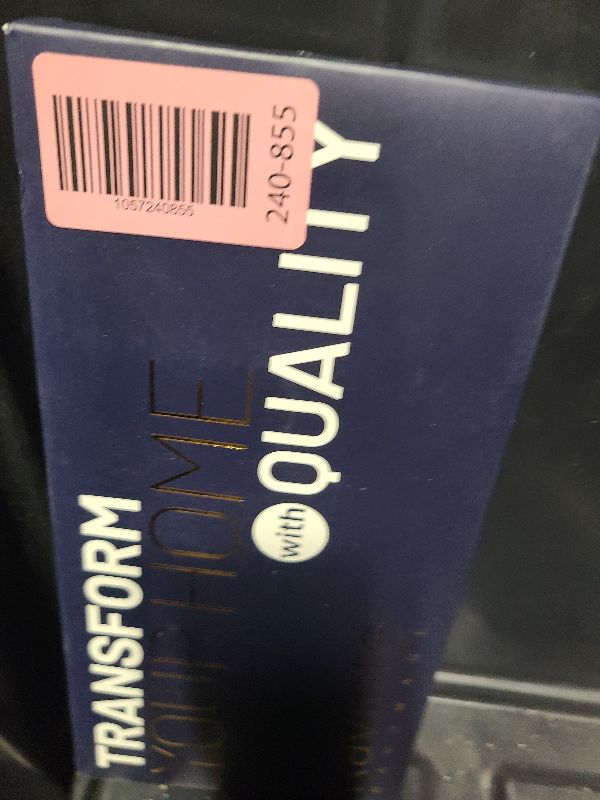 1057240855
240-855
TRANSFORM
YOUR HOME
with QUALITY